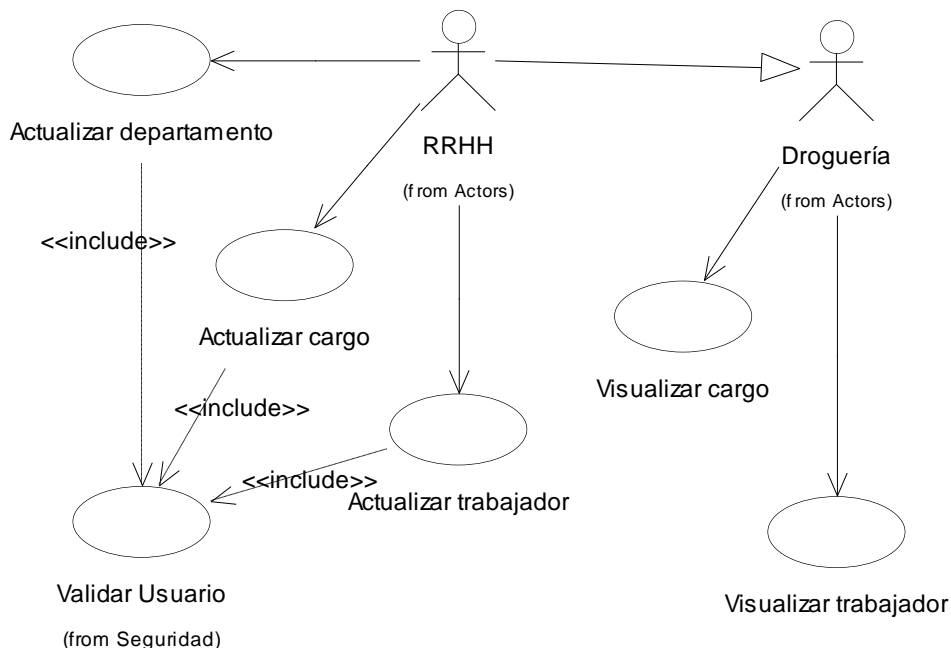 Actualizar departamento
RRHH
(from Actors)
Droguería
(from Actors)
<<include>>
Actualizar cargo
Visualizar cargo
<<include>>
<<include>>
Actualizar trabajador
Validar Usuario
(from Seguridad)
Visualizar trabajador